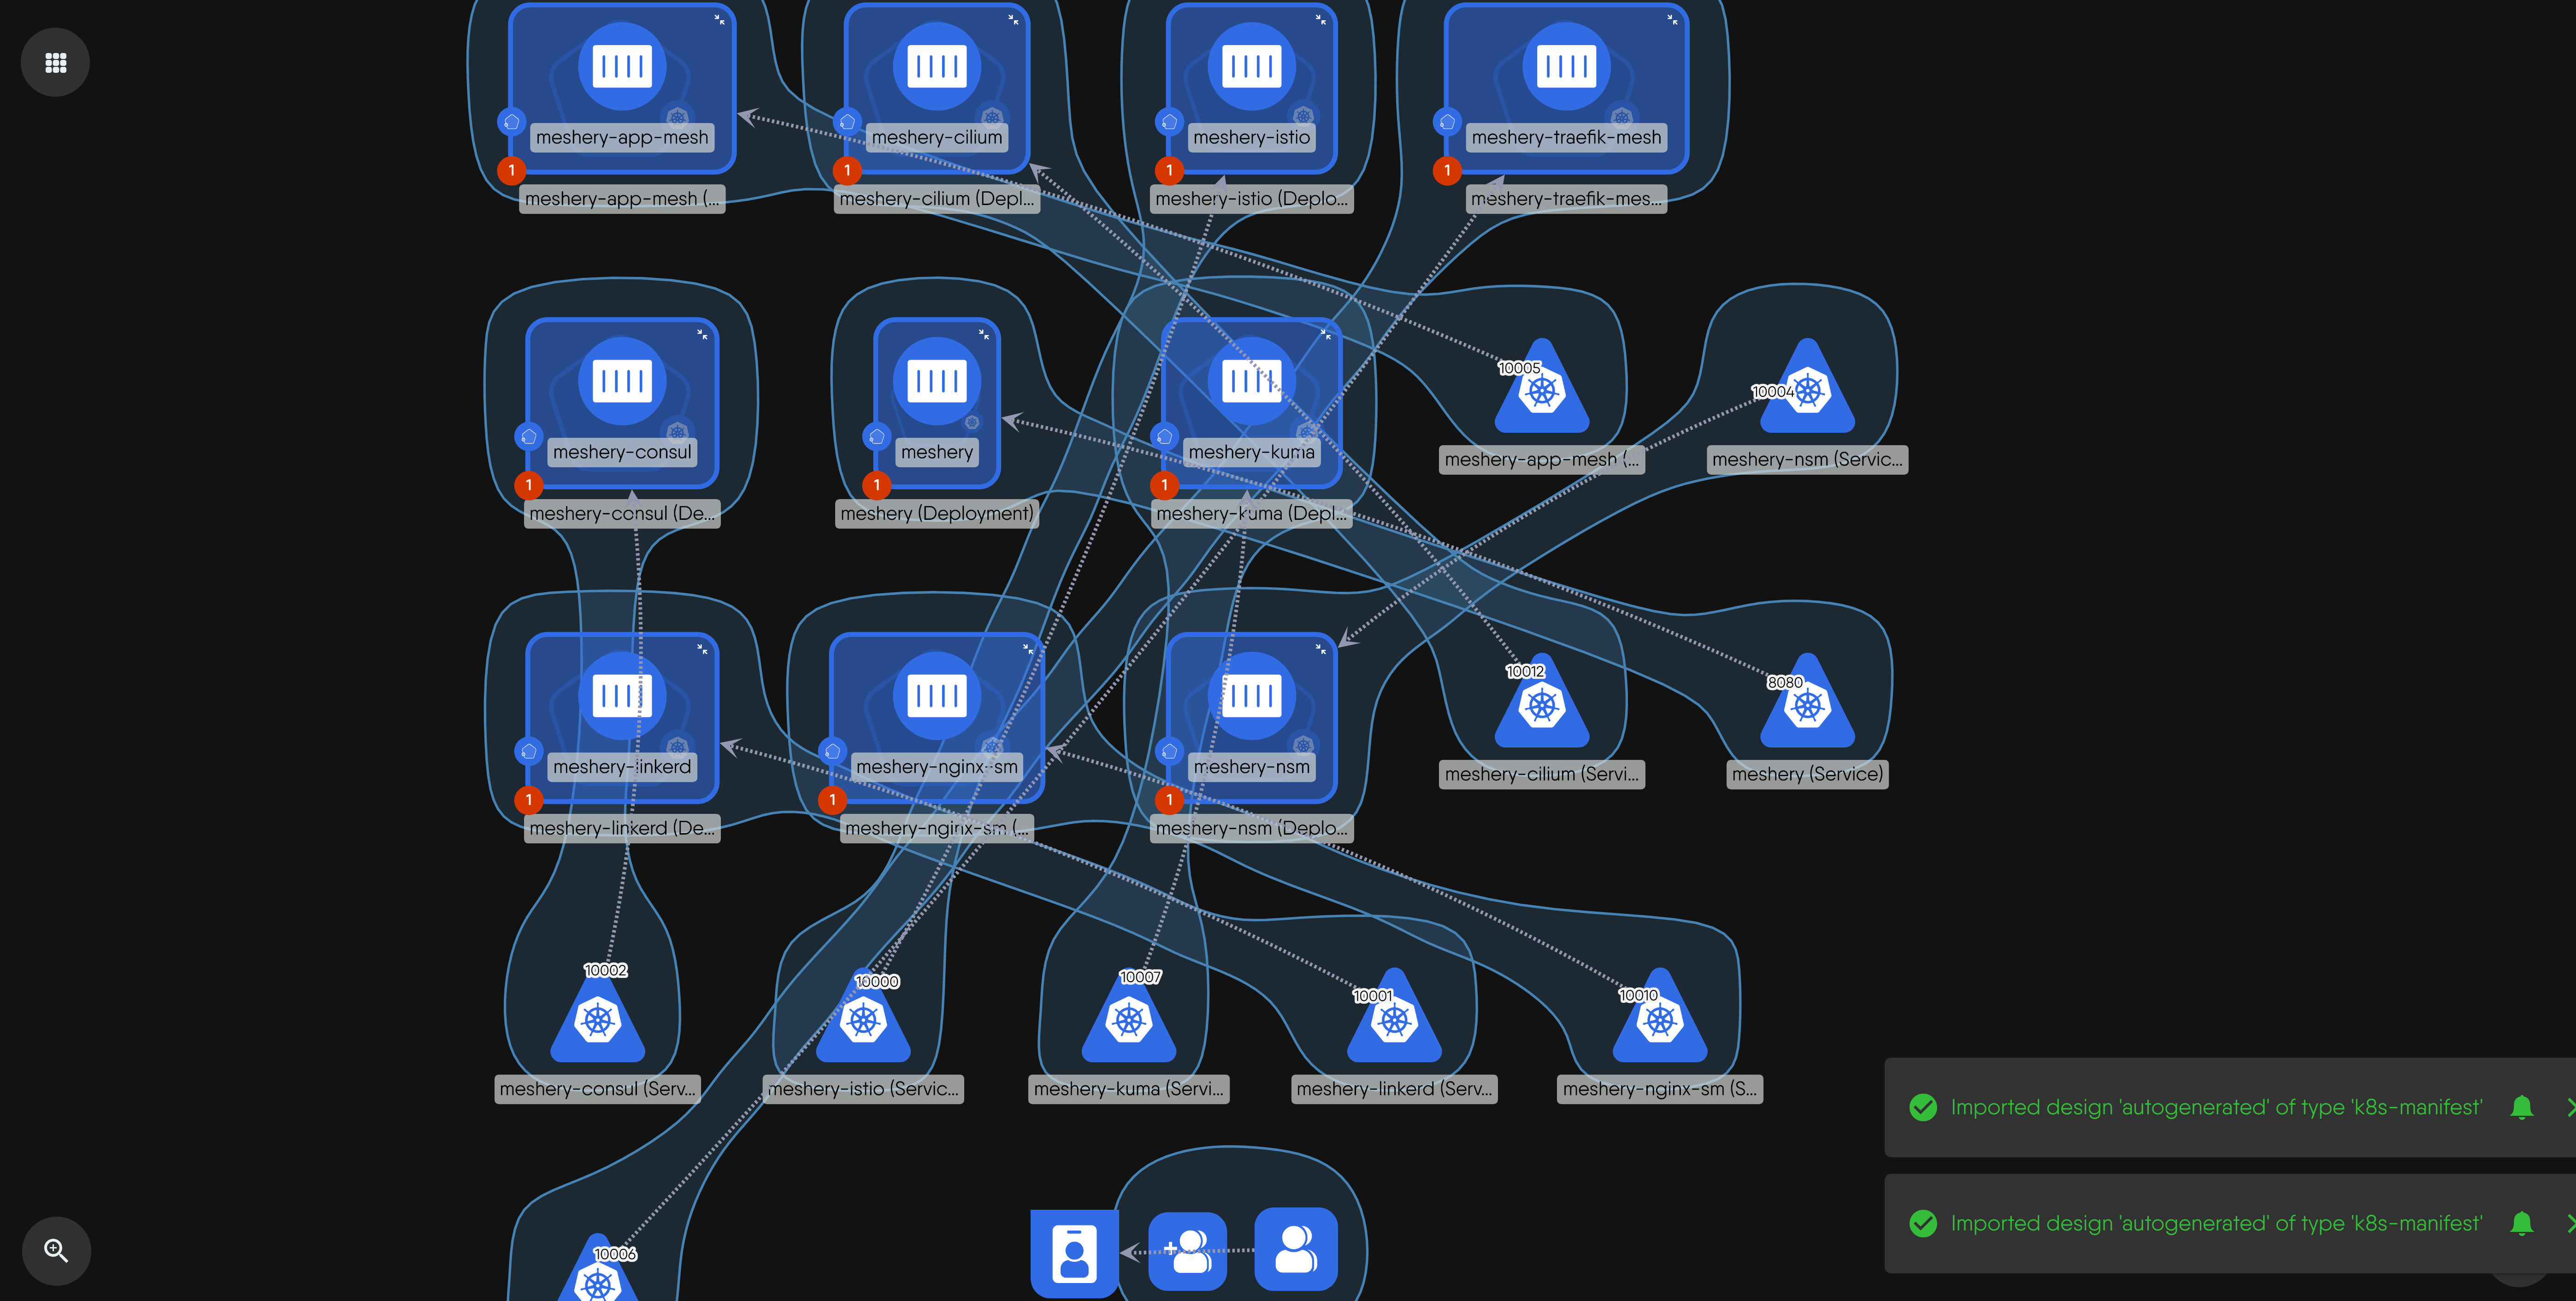 meshery-app-mesh
meshery-cilium
meshery-istio
meshery-traefik-mesh
1
1
1
1
meshery-app-mesh (...
meshery-cilium (Depl...
meshery-istio (Deplo...
meshery-traefik-mes...
10005
10004
meshery-consul
meshery
meshery-kuma
meshery-app-mesh (...
meshery-nsm (Servic...
1
1
1
meshery-consul (De...
meshery (Deployment)
meshery-kuma (Depl...
10012
8080
meshery-linkerd
meshery-nginx-sm
meshery-nsm
meshery-cilium (Servi...
meshery (Service)
1
1
1
meshery-linkerd (De...
meshery-nginx-sm (...
meshery-nsm (Deplo...
10002
10000
10007
10001
10010
meshery-consul (Serv...
meshery-istio (Servic...
meshery-kuma (Servi...
meshery-linkerd (Serv...
meshery-nginx-sm (S...
Imported design 'autogenerated' of type 'k8s-manifest'
Imported design 'autogenerated' of type 'k8s-manifest'
10006